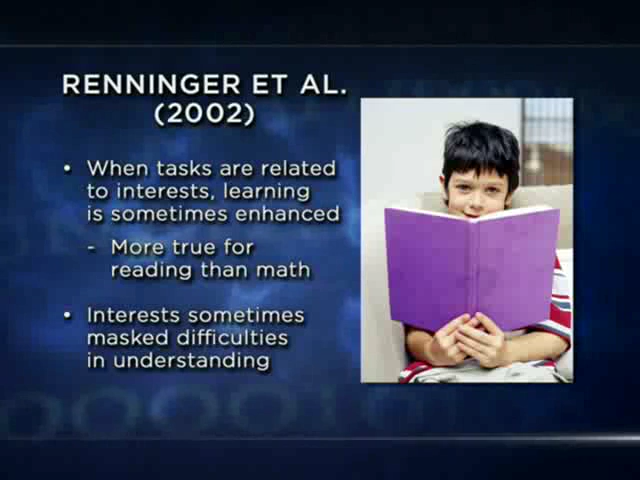 RENNINGER ET AL.
(2002)
• When tasks are related
to interests, learning
is sometimes enhanced
- More true for
reading than math
• Interests sometimes
masked difficulties
in understanding